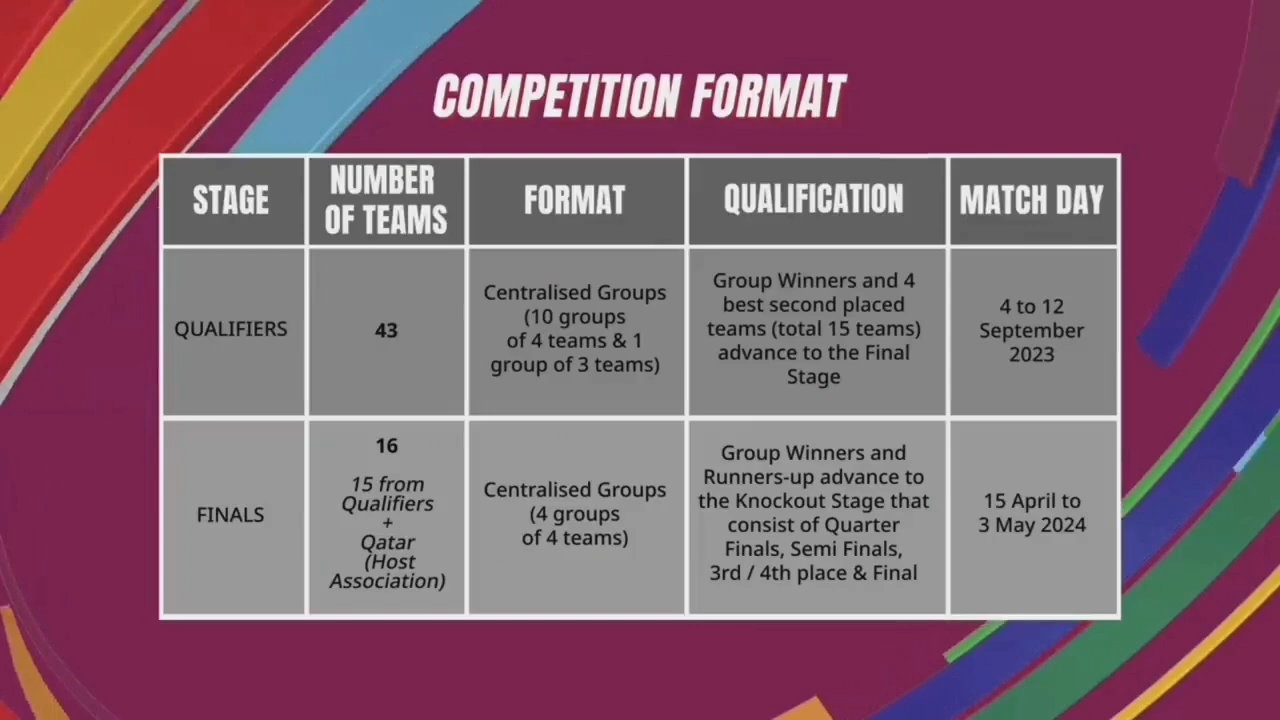 COMPETITION FORMAT
STAGE
NUMBER
OF TEAMS
FORMAT
QUALIFICATION
MATCH DAY
QUALIFIERS
43
Centralised Groups
(10 groups
of 4 teams & 1
group of 3 teams)
Group Winners and 4
best second placed
teams (total 15 teams)
advance to the Final
Stage
4 to 12
September
2023
FINALS
16
15 from
Qualifiers
+
Qatar
(Host
Association)
Centralised Groups
(4 groups
of 4 teams)
Group Winners and
Runners-up advance to
the Knockout Stage that
consist of Quarter
Finals, Semi Finals,
3rd / 4th place & Final
15 April to
3 May 2024